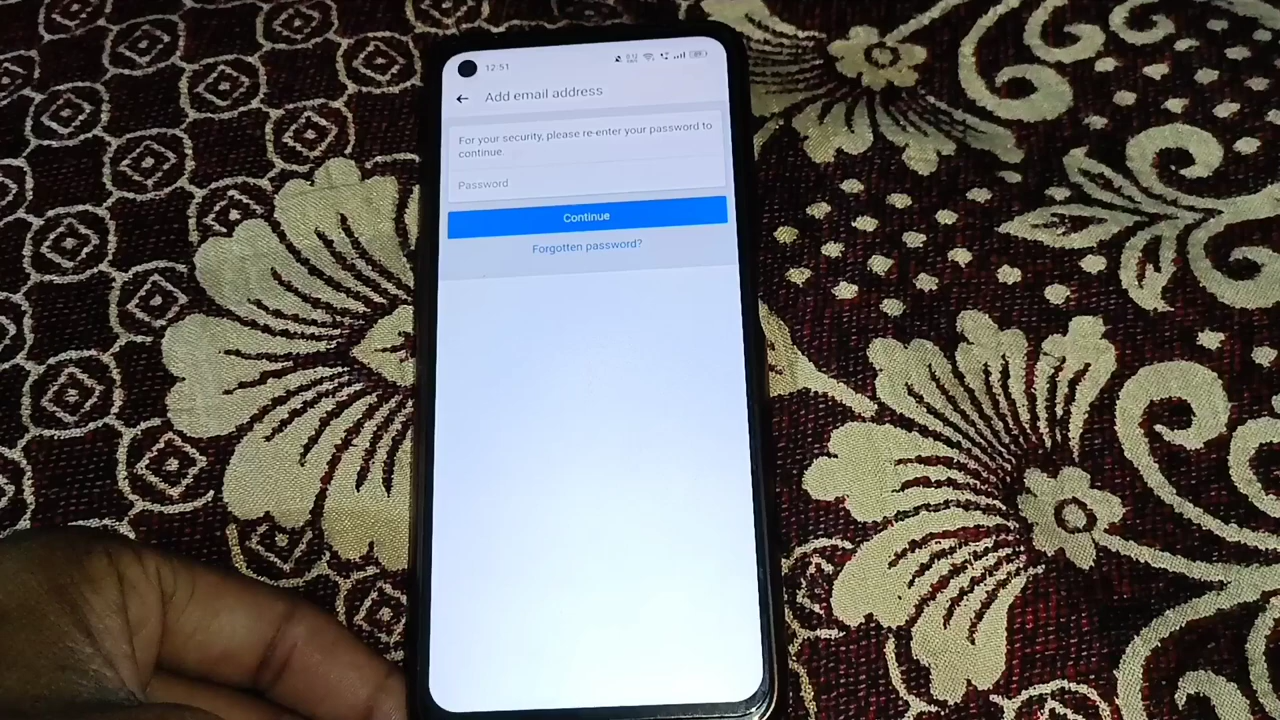 12:51
Add email address
For your security, please re-enter your password to
continue.
Password
Continue
Forgotten password?